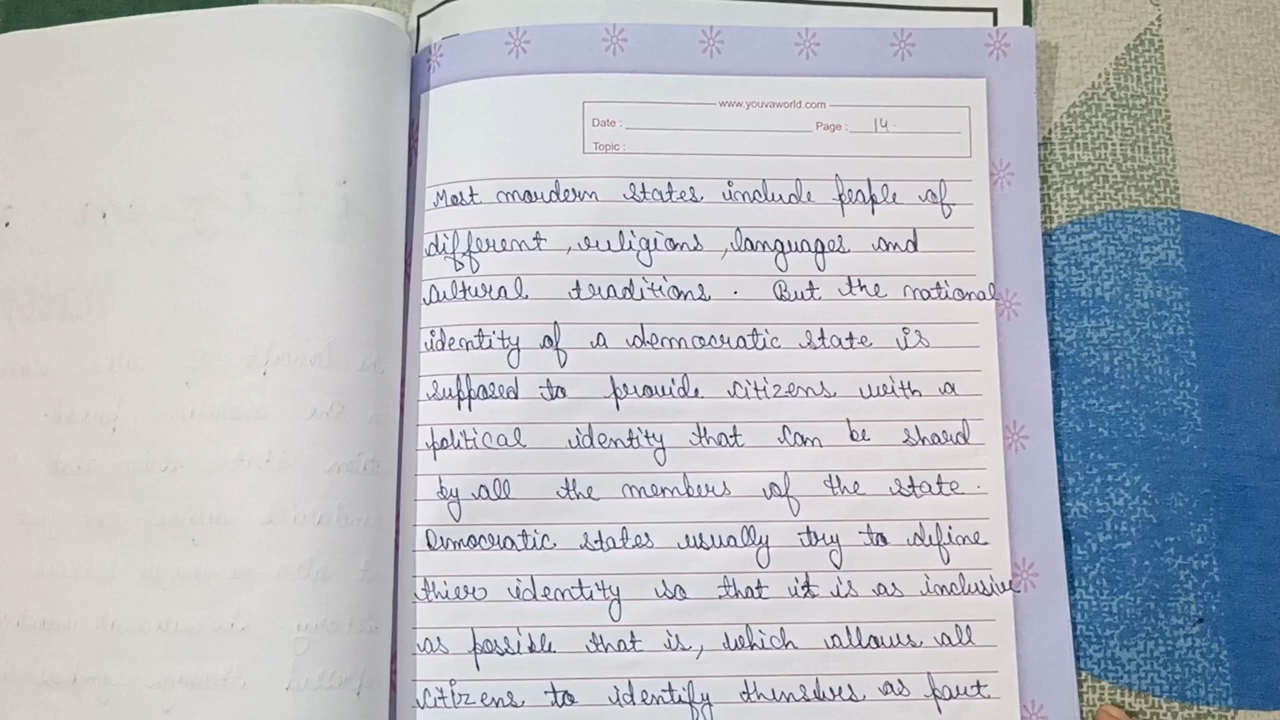 www.youvaworld.com
Date :
Page : 14.
Topic :
Most mordern states include people of
different, religions, languages and
cultural traditions. But the national
identity of a democratic state is
supposed to provide citizens with a
political identity that can be shard
by all the members of the state.
Democratic states usually try to define
thier identity so that it is as inclusive
as possible that is, which allows all
citizens to identify themselves as part